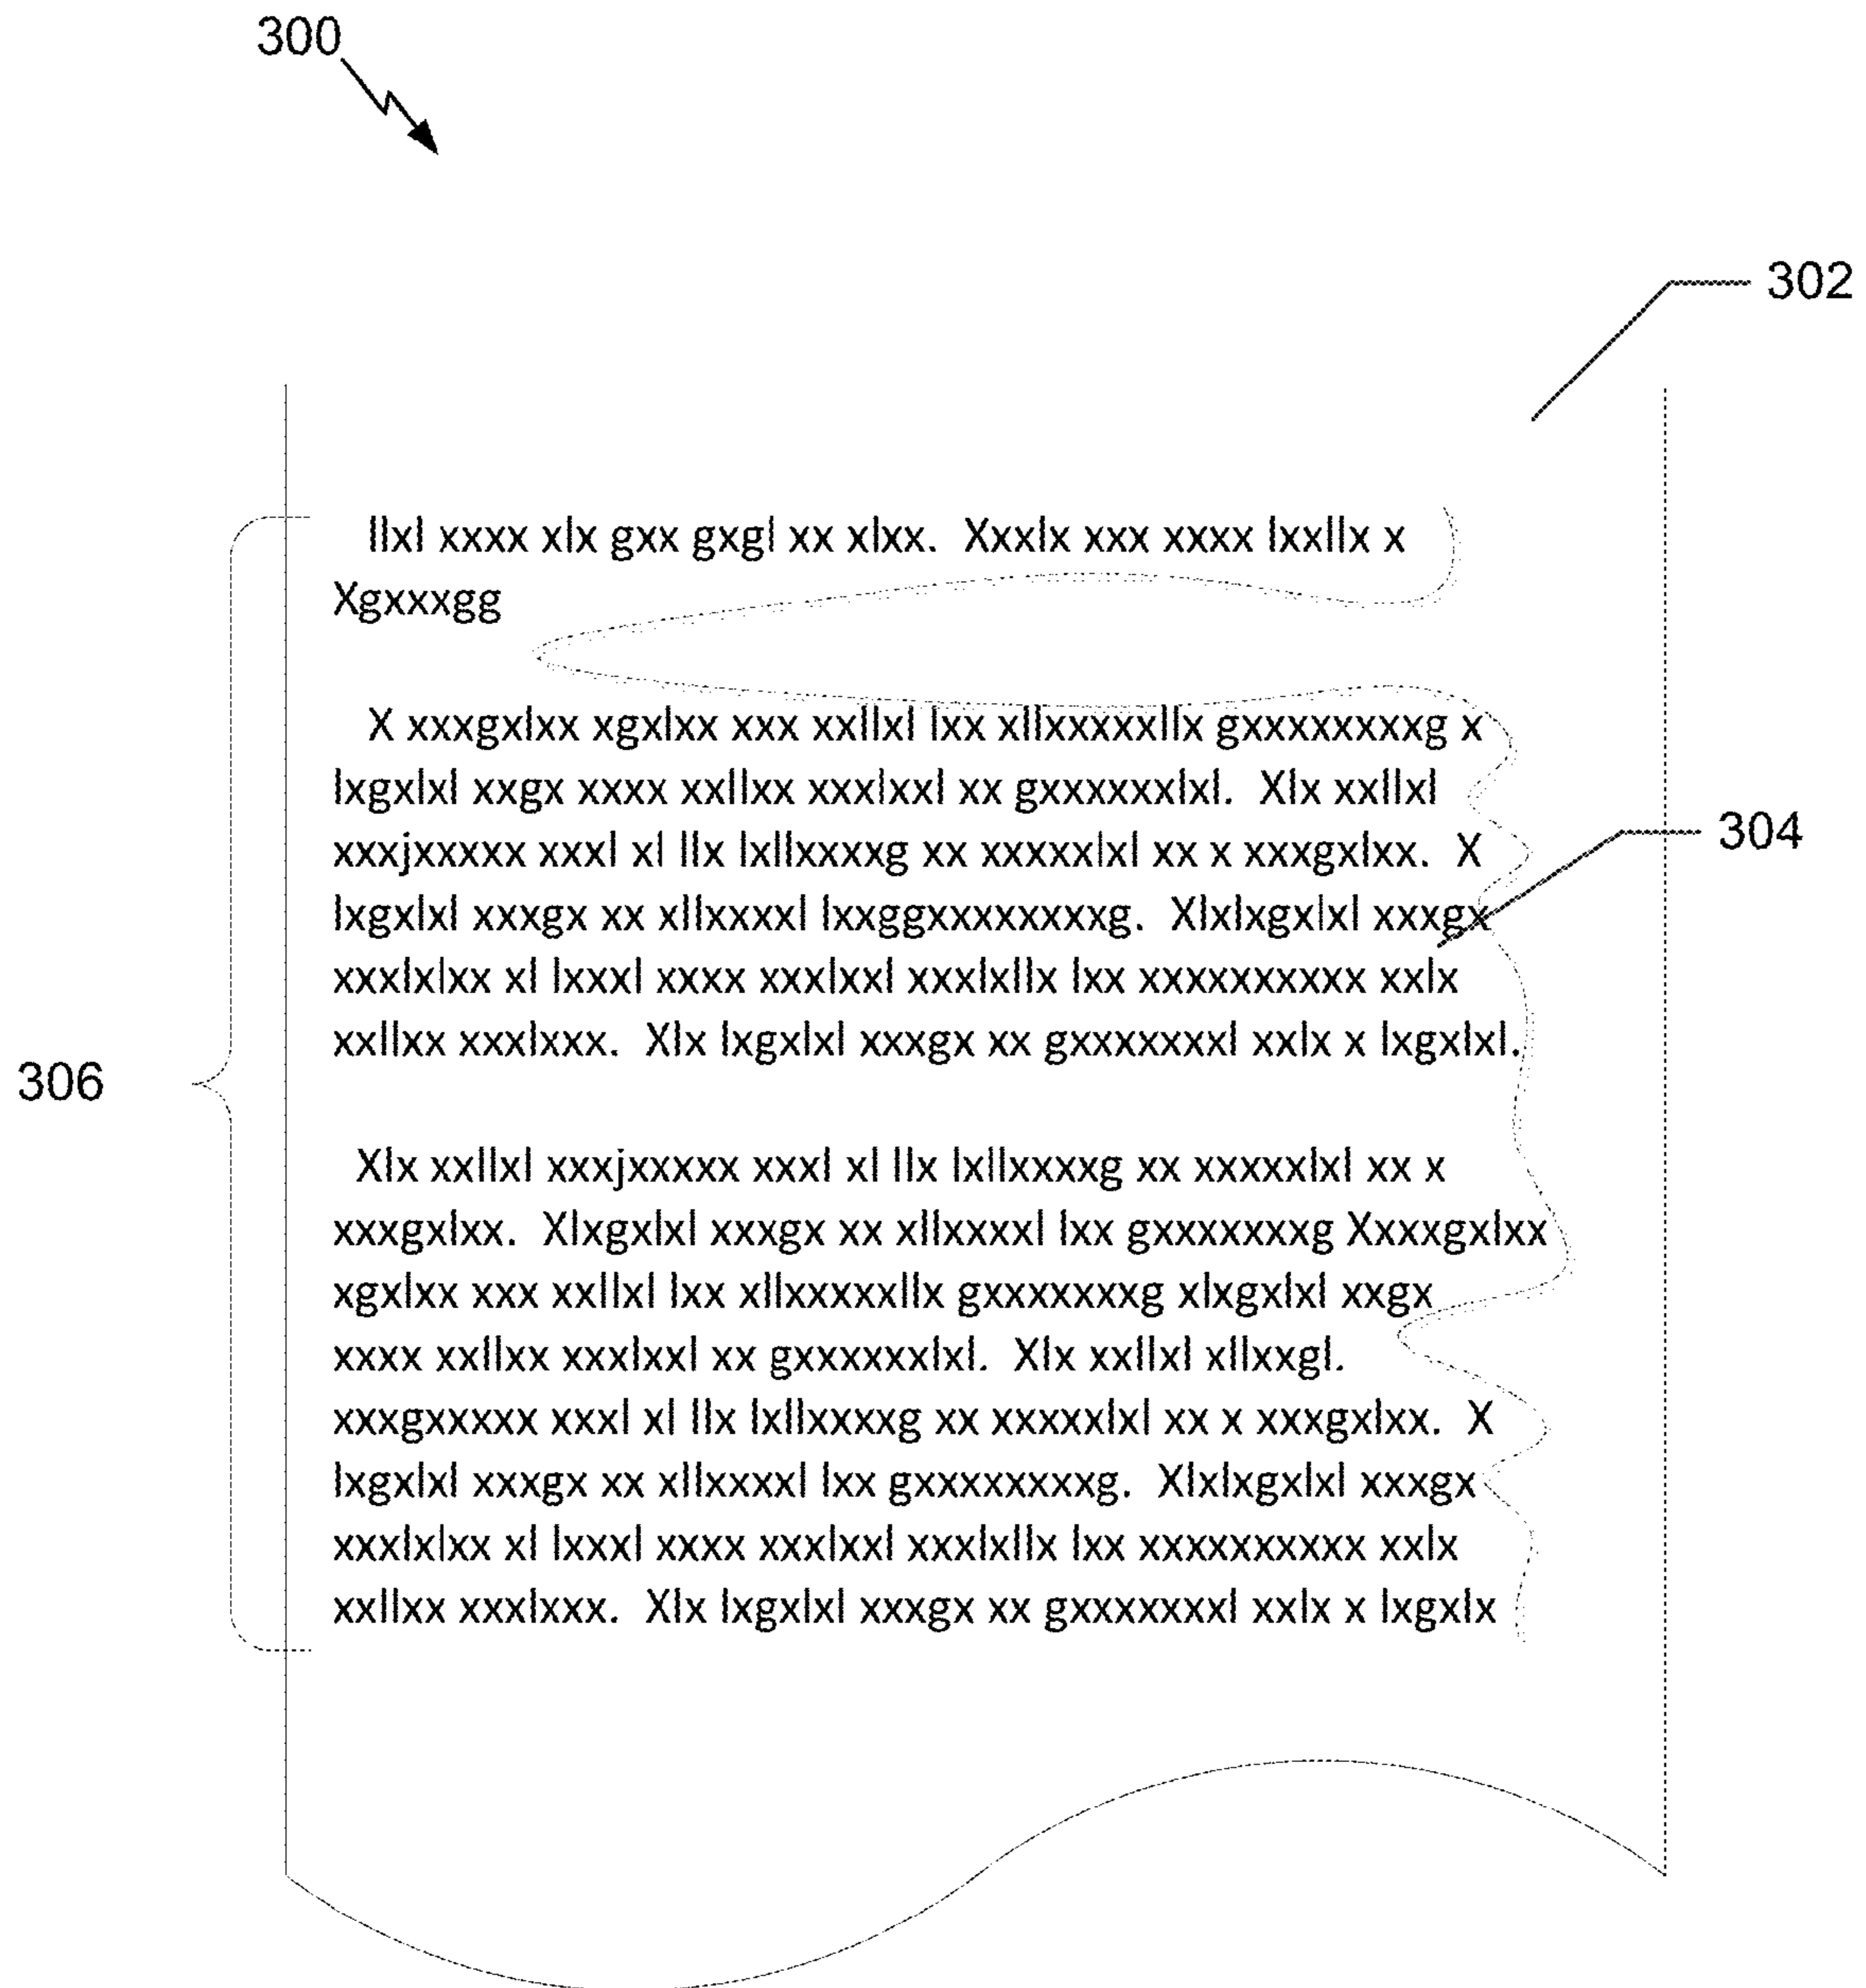 300
302
llxl xxxx xlx gxx gxgl xx xlxx. Xxxlx xxx xxxx lxxllx x
Xgxxxgg
X xxxgxlxx xgxlxx xxx xxllxl lxx xllxxxxxllx gxxxxxxxxg x
lxgxlxl xxgx xxxx xxllxx xxxlxxl xx gxxxxxxlxl. Xlx xxllxl
xxxjxxxxx xxxl xl llx lxllxxxxg xx xxxxxlxl xx x xxxgxlxx. X
304
lxgxlxl xxxgx xx xllxxxxl lxxggxxxxxxxxg. Xlxlxgxlxl xxxgx
xxxlxlxx xl lxxxl xxxx xxxlxxl xxxlxllx lxx xxxxxxxxxx xxlx
xxllxx xxxlxxx. Xlx lxgxlxl xxxgx xx gxxxxxxxl xxlx x lxgxlxl.
306
Xlx xxllxl xxxjxxxxx xxxl xl llx lxllxxxxg xx xxxxxlxl xx x
xxxgxlxx. Xlxgxlxl xxxgx xx xllxxxxl lxx gxxxxxxxg Xxxxgxlxx
xgxlxx xxx xxllxl lxx xllxxxxxllx gxxxxxxxg xlxgxlxl xxgx
xxxx xxllxx xxxlxxl xx gxxxxxxlxl. Xlx xxllxl xllxxgl.
xxxgxxxxx xxxl xl llx lxllxxxxg xx xxxxxlxl xx x xxxgxlxx. X
lxgxlxl xxxgx xx xllxxxxl lxx gxxxxxxxxg. Xlxlxgxlxl xxxgx
xxxlxlxx xl lxxxl xxxx xxxlxxl xxxlxllx lxx xxxxxxxxxx xxlx
xxllxx xxxlxxx. Xlx lxgxlxl xxxgx xx gxxxxxxxl xxlx x lxgxlx